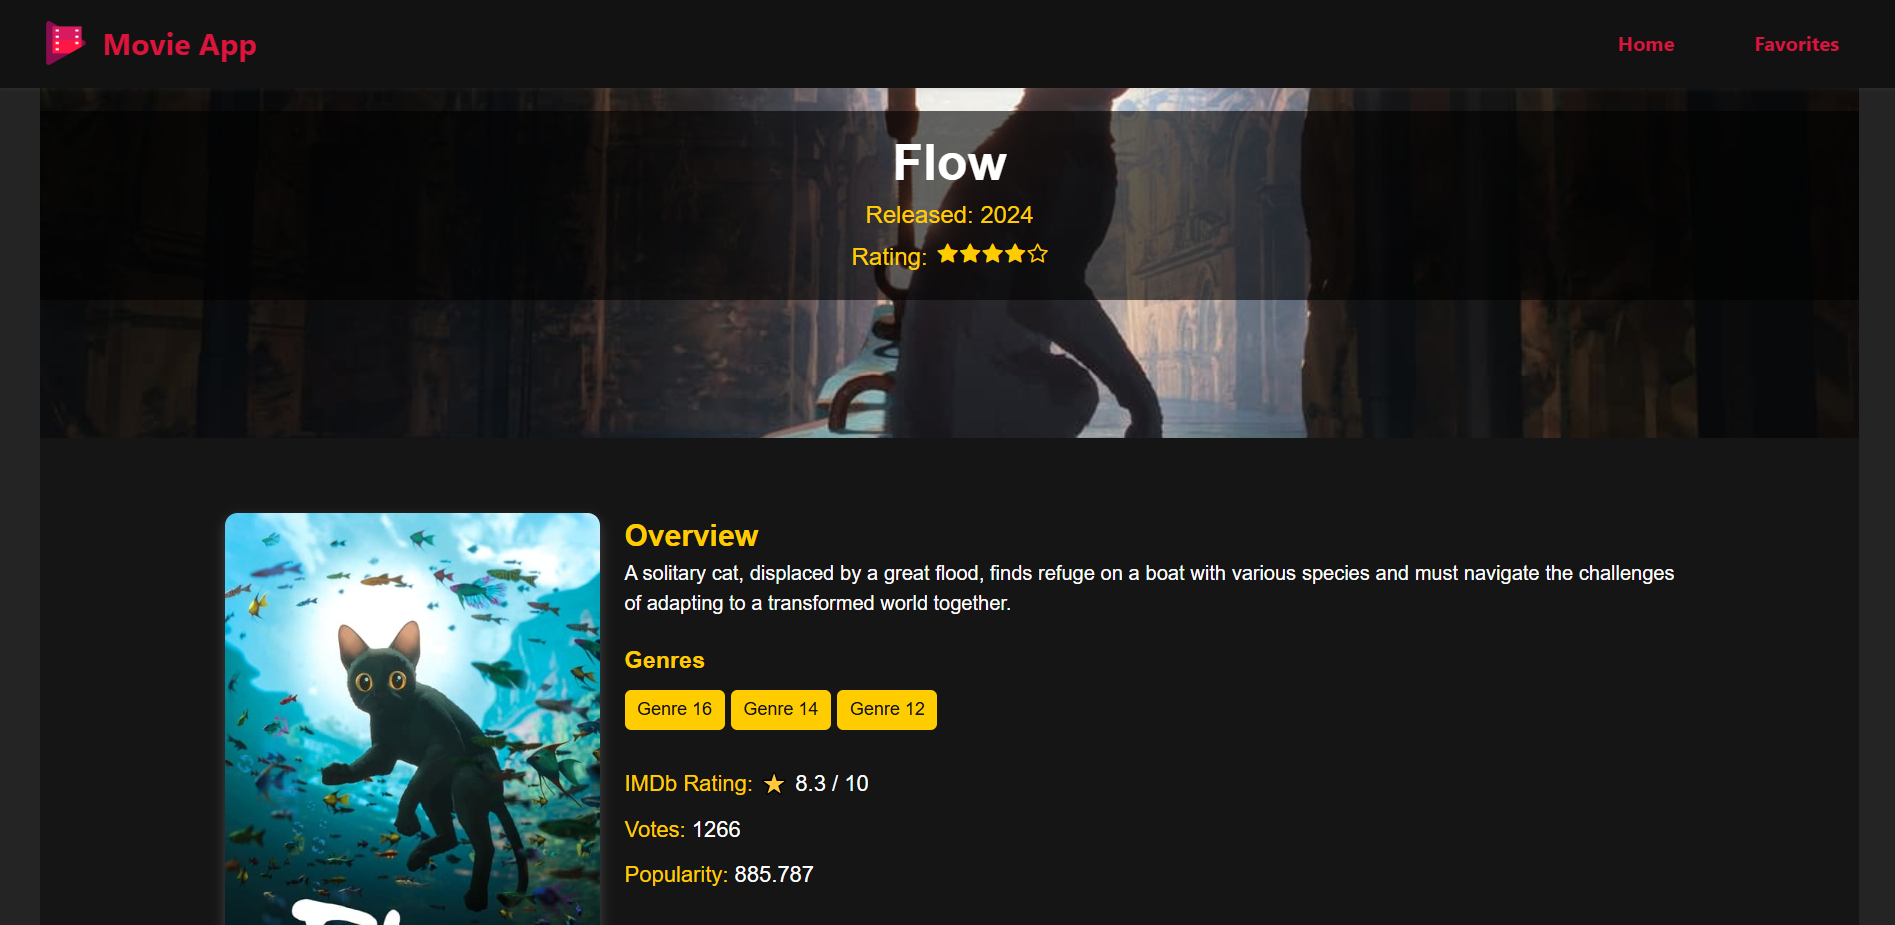 Movie App
Home
Favorites
Flow
Released: 2024
Rating:
Overview
A solitary cat, displaced by a great flood, finds refuge on a boat with various species and must navigate the challenges
of adapting to a transformed world together.
Genres
Genre 16
Genre 14
Genre 12
IMDb Rating: ⭐ 8.3 / 10
Votes: 1266
Popularity: 885.787